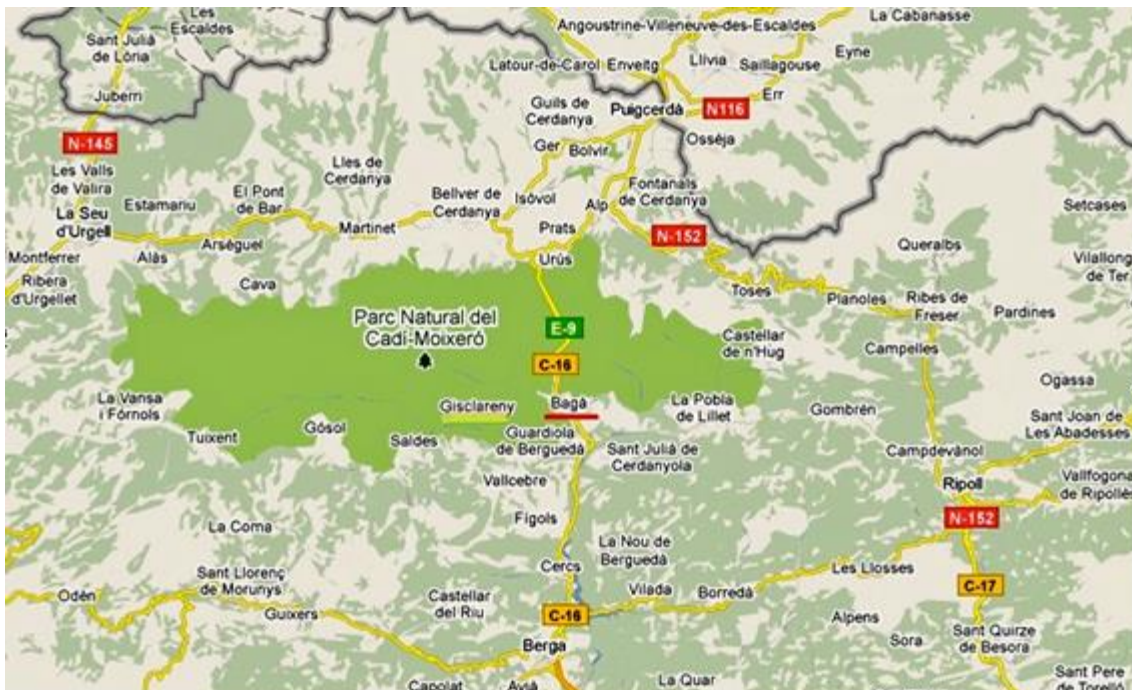 Les
Escaldes
Sant Julià
de Lòria
Angoustrine-Villeneuve-des-Escaldes
La Cabanasse
Eyne
Latour-de-Carol
Enveitg
Llívia
Saillagouse
Juberri
Guils de
Cerdanya
Puigcerdà
N116
Err
N-145
Osséja
Ger
Bolvir
Les Valls
de Valira
Lles de
Cerdanya
Estamariu
El Pont
de Bar
Bellver de
Cerdanya
Isòvol
Alp
Fontanals
de Cerdanya
Setcases
La Seu
d'Urgell
Arsèguel
Martinet
Prats
N-152
Queralbs
Montferrer
Alàs
Urús
Vilallong
de Ter
Ribera
d'Urgellet
Cava
Toses
Planoles
Ribes de
Freser
Pardines
Parc Natural del
Cadí-Moixeró
E-9
Castellar
de n'Hug
Campelles
C-16
Ogassa
La Vansa
i Fórnols
Gisclareny
Bagà
La Pobla
de Lillet
Gombrèn
Sant Joan de
Les Abadesses
Tuixent
Gósol
Saldes
Guardiola
de Berguedà
Sant Julià de
Cerdanyola
Campdevànol
Vallcebre
Ripoll
Vallfogona
de Ripollès
Fígols
N-152
La Coma
La Nou de
Berguedà
Cercs
Les Llosses
Sant Llorenç
de Morunys
Odèn
Guixers
Castellar
del Riu
Vilada
Borredà
C-17
C-16
Alpens
Berga
Sora
Sant Quirze
de Besora
Capolat
Avià
La Quar
Sant Pere
de Torelló